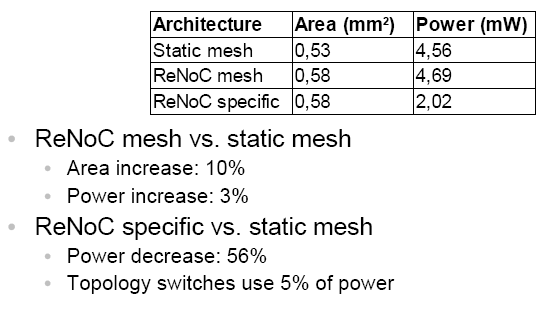 Architecture Area (mm²) Power (mW)
Static mesh 0,53 4,56
ReNoC mesh 0,58 4,69
ReNoC specific 0,58 2,02
• ReNoC mesh vs. static mesh
• Area increase: 10%
• Power increase: 3%
• ReNoC specific vs. static mesh
• Power decrease: 56%
• Topology switches use 5% of power